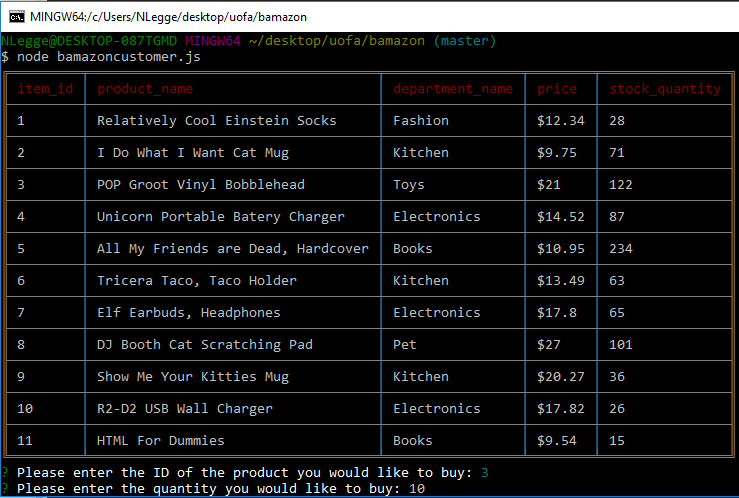 MINGW64:/c/Users/NLegge/desktop/uofa/bamazon
NLegge@DESKTOP-087TGMD MINGW64 ~/desktop/uofa/bamazon (master)
$ node bamazoncustomer.js
item_id product_name department_name price stock_quantity
1 Relatively Cool Einstein Socks Fashion $12.34 28
2 I Do What I Want Cat Mug Kitchen $9.75 71
3 POP Groot Vinyl Bobblehead Toys $21 122
4 Unicorn Portable Batery Charger Electronics $14.52 87
5 All My Friends are Dead, Hardcover Books $10.95 234
6 Tricera Taco, Taco Holder Kitchen $13.49 63
7 Elf Earbuds, Headphones Electronics $17.8 65
8 DJ Booth Cat Scratching Pad Pet $27 101
9 Show Me Your Kitties Mug Kitchen $20.27 36
10 R2-D2 USB Wall Charger Electronics $17.82 26
11 HTML For Dummies Books $9.54 15
? Please enter the ID of the product you would like to buy: 3
? Please enter the quantity you would like to buy: 10